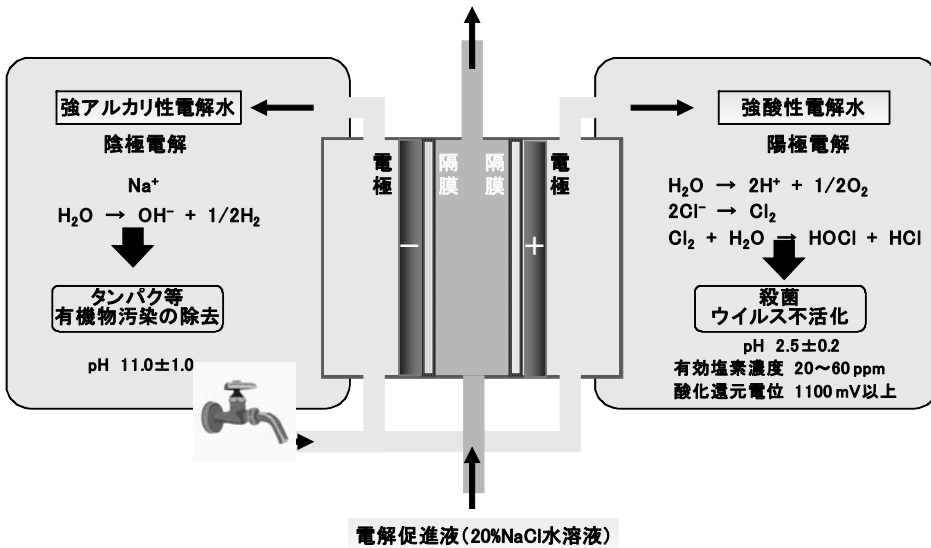 強アルカリ性電解水
陰極電解
Na⁺
H₂O → OH⁻ + 1/2H₂
タンパク等
有機物汚染の除去
pH 11.0±1.0
電極
隔膜
隔膜
電極
−
+
強酸性電解水
陽極電解
H₂O → 2H⁺ + 1/2O₂
2Cl⁻ → Cl₂
Cl₂ + H₂O → HOCl + HCl
殺菌
ウイルス不活化
pH 2.5±0.2
有効塩素濃度 20〜60 ppm
酸化還元電位 1100 mV以上
電解促進液(20%NaCl水溶液)